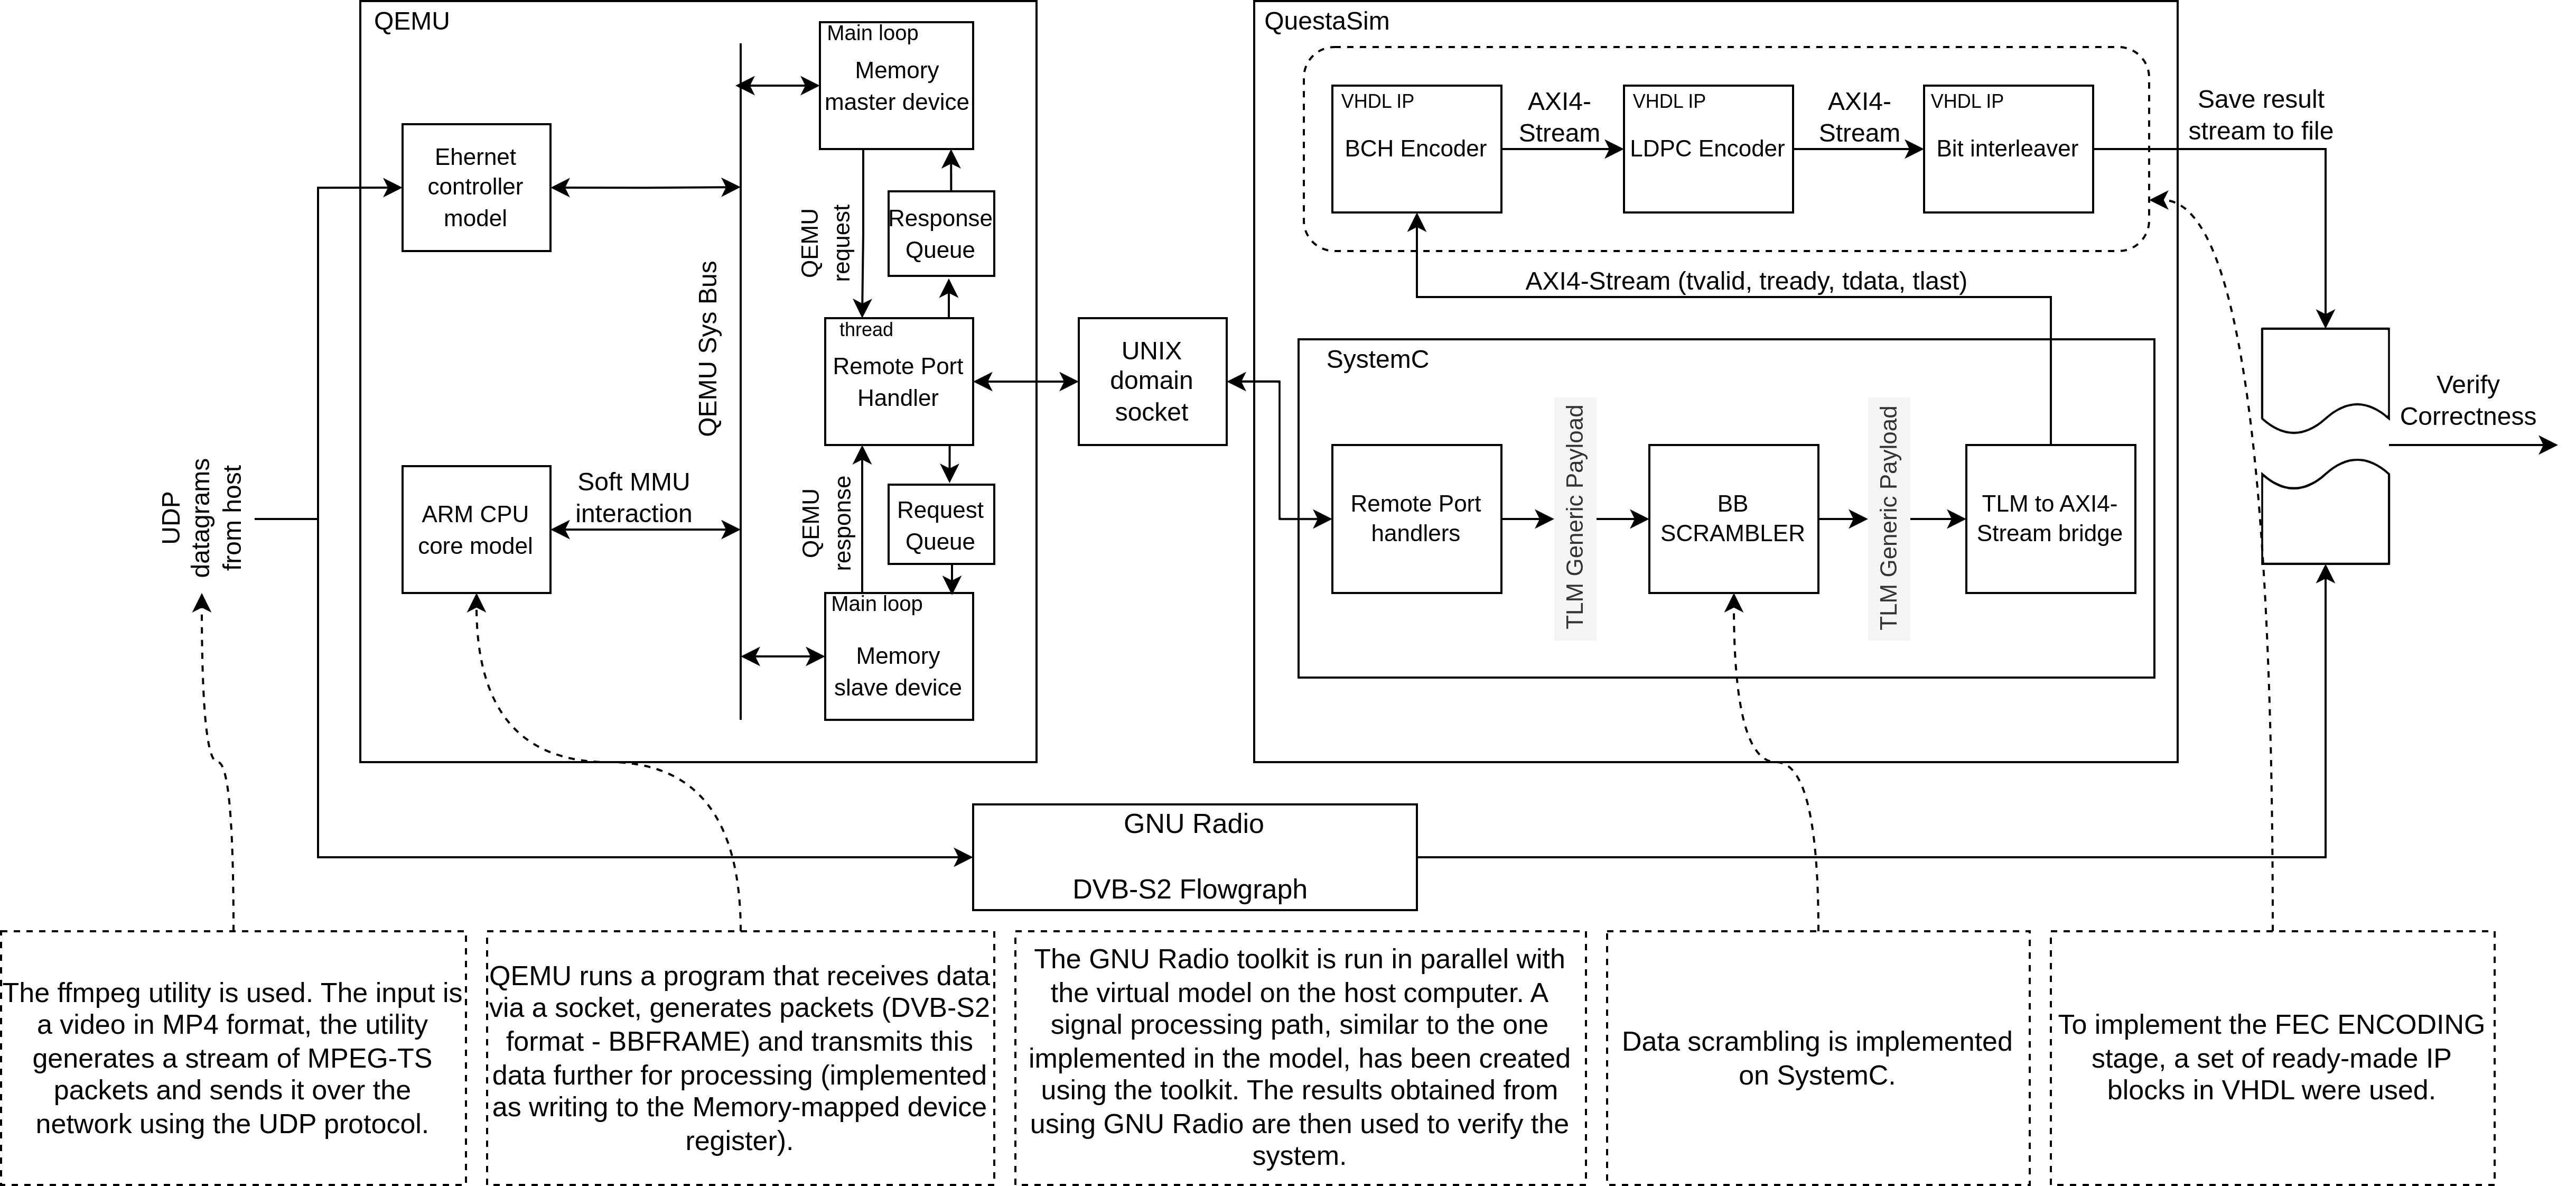 QEMU
Main loop
Memory
master device
Ehernet
controller
model
QEMU
request
Response
Queue
QEMU Sys Bus
thread
Remote Port
Handler
UDP
datagrams
from host
ARM CPU
core model
Soft MMU
interaction
QEMU
response
Request
Queue
Main loop
Memory
slave device
UNIX
domain
socket
QuestaSim
VHDL IP
BCH Encoder
AXI4-
Stream
VHDL IP
LDPC Encoder
AXI4-
Stream
VHDL IP
Bit interleaver
Save result
stream to file
AXI4-Stream (tvalid, tready, tdata, tlast)
SystemC
Remote Port
handlers
TLM Generic Payload
BB
SCRAMBLER
TLM Generic Payload
TLM to AXI4-
Stream bridge
Verify
Correctness
GNU Radio
DVB-S2 Flowgraph
The ffmpeg utility is used. The input is
a video in MP4 format, the utility
generates a stream of MPEG-TS
packets and sends it over the
network using the UDP protocol.
QEMU runs a program that receives data
via a socket, generates packets (DVB-S2
format - BBFRAME) and transmits this
data further for processing (implemented
as writing to the Memory-mapped device
register).
The GNU Radio toolkit is run in parallel with
the virtual model on the host computer. A
signal processing path, similar to the one
implemented in the model, has been created
using the toolkit. The results obtained from
using GNU Radio are then used to verify the
system.
Data scrambling is implemented
on SystemC.
To implement the FEC ENCODING
stage, a set of ready-made IP
blocks in VHDL were used.